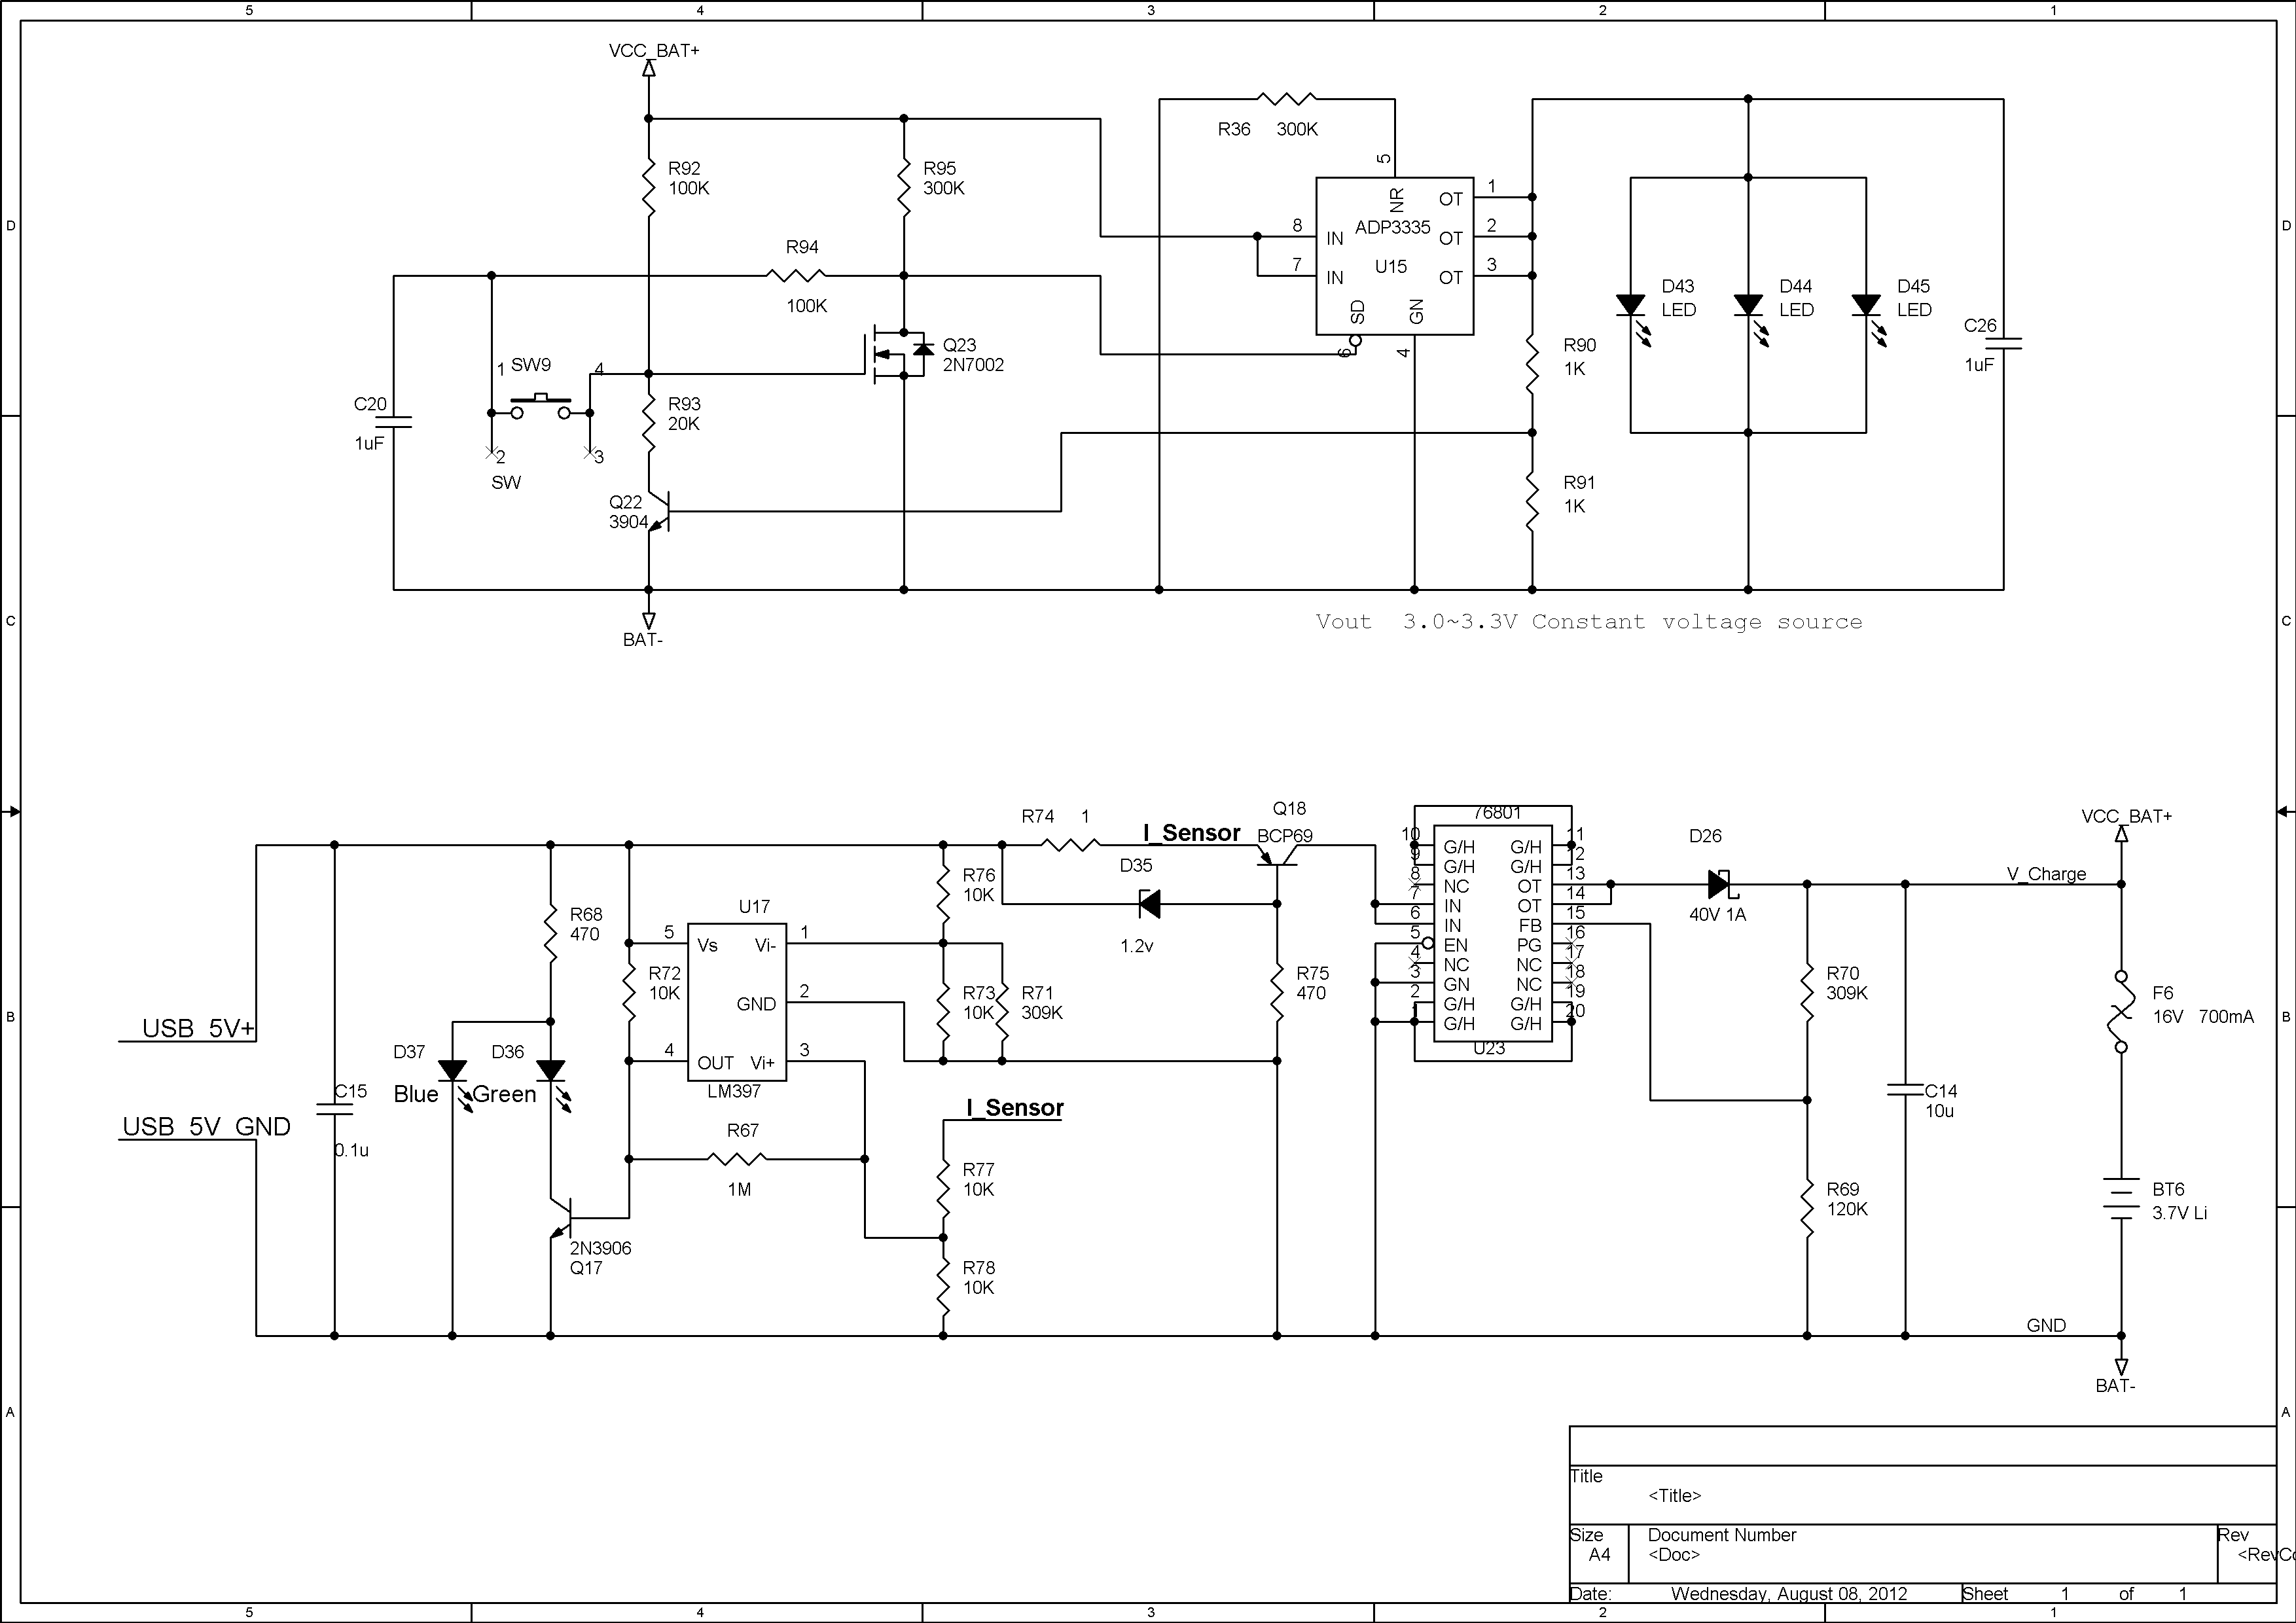 5 4 3 2 1
D
D
C
C
B
B
A
A
VCC_BAT+
R92
100K
R95
300K
R94
100K
R36 300K
5
NR
ADP3335
U15
8 IN
7 IN
OT 1
OT 2
OT 3
SD
6
GN
4
D43
LED
D44
LED
D45
LED
C26
1uF
R90
1K
R91
1K
Q23
2N7002
1 SW9 4
2 3
SW
C20
1uF
R93
20K
Q22
3904
BAT-
Vout 3.0~3.3V Constant voltage source
USB 5V+
USB 5V GND
C15
0.1u
R68
470
D37
Blue
D36
Green
2N3906
Q17
R72
10K
U17
5 Vs
Vi- 1
GND 2
4 OUT
Vi+ 3
LM397
R67
1M
R76
10K
R73
10K
R71
309K
I_Sensor
R77
10K
R78
10K
R74 1
I_Sensor
D35
1.2v
Q18
BCP69
R75
470
76801
10 G/H G/H 11
9 G/H G/H 12
8 NC OT 13
7 IN OT 14
6 IN FB 15
5 EN PG 16
4 NC NC 17
3 GN NC 18
2 G/H G/H 19
1 G/H G/H 20
U23
D26
40V 1A
R70
309K
R69
120K
C14
10u
V_Charge
VCC_BAT+
F6
16V 700mA
BT6
3.7V Li
GND
BAT-
Title
<Title>
Size
A4
Document Number
<Doc>
Rev
<RevCo
Date: Wednesday, August 08, 2012
Sheet 1 of 1
5 4 3 2 1